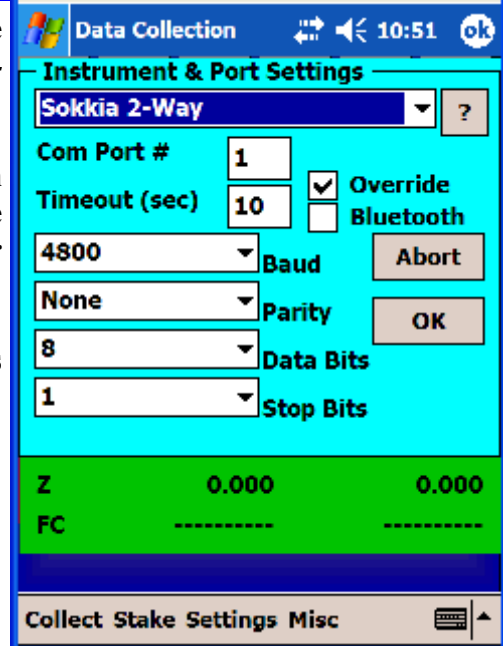 Data Collection 10:51 ok
Instrument & Port Settings
Sokkia 2-Way ?
Com Port # 1
Timeout (sec) 10
Override
Bluetooth
4800 Baud
Abort
None Parity
OK
8 Data Bits
1 Stop Bits
Z 0.000 0.000
FC ---------- ----------
Collect Stake Settings Misc